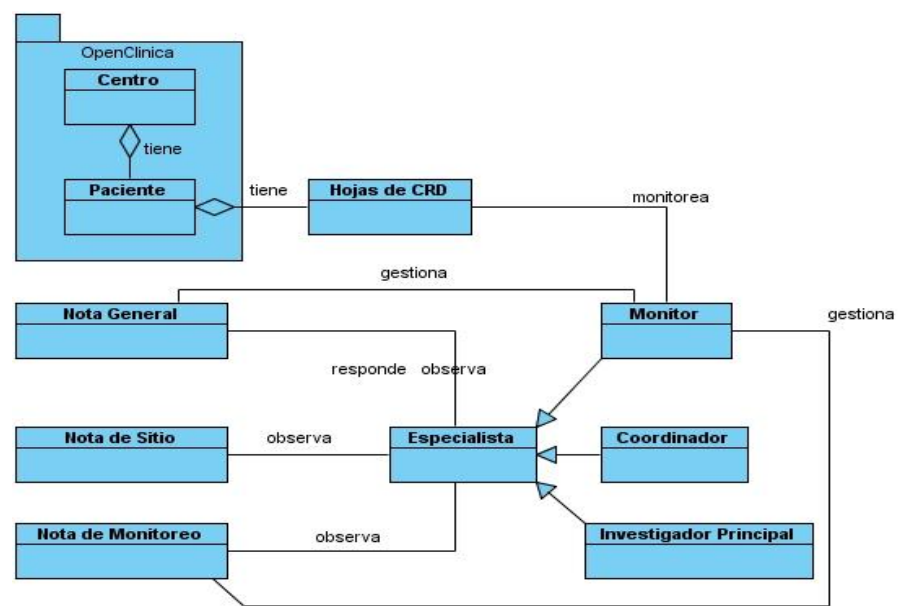 OpenClinica
Centro
tiene
Paciente
tiene
Hojas de CRD
monitorea
gestiona
Nota General
Monitor
gestiona
responde observa
Nota de Sitio
observa
Especialista
Coordinador
Nota de Monitoreo
observa
Investigador Principal